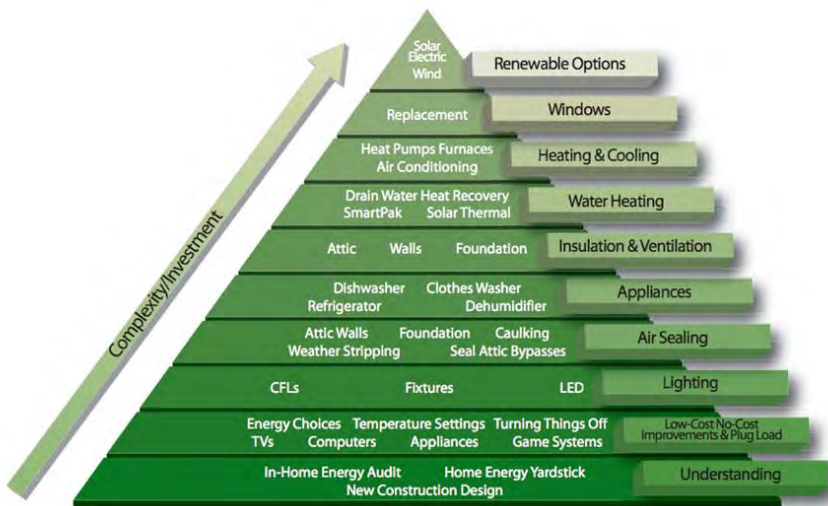 Solar
Electric
Wind
Renewable Options
Replacement
Windows
Heat Pumps Furnaces
Air Conditioning
Heating & Cooling
Drain Water Heat Recovery
SmartPak Solar Thermal
Water Heating
Attic Walls Foundation
Insulation & Ventilation
Dishwasher Clothes Washer
Refrigerator Dehumidifier
Appliances
Attic Walls Foundation Caulking
Weather Stripping Seal Attic Bypasses
Air Sealing
CFLs Fixtures LED
Lighting
Energy Choices Temperature Settings Turning Things Off
TVs Computers Appliances Game Systems
Low-Cost No-Cost
Improvements & Plug Load
In-Home Energy Audit Home Energy Yardstick
New Construction Design
Understanding
Complexity/Investment